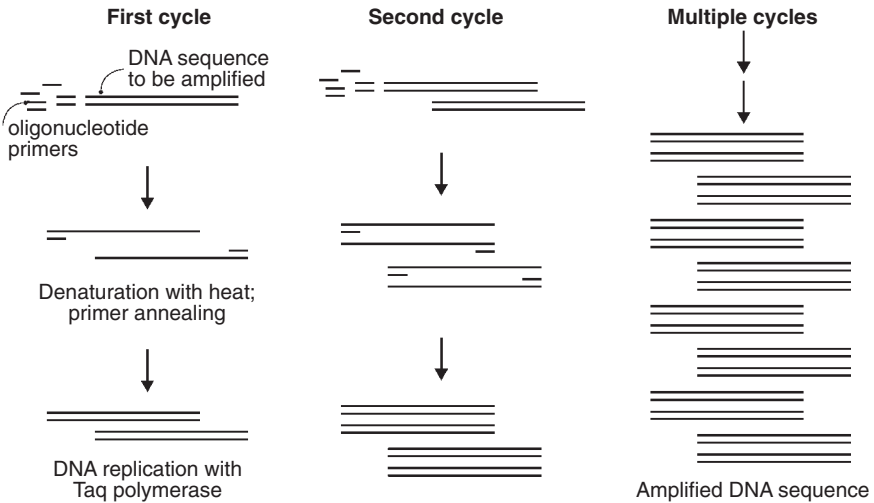 First cycle
Second cycle
Multiple cycles
DNA sequence
to be amplified
oligonucleotide
primers
Denaturation with heat;
primer annealing
DNA replication with
Taq polymerase
Amplified DNA sequence